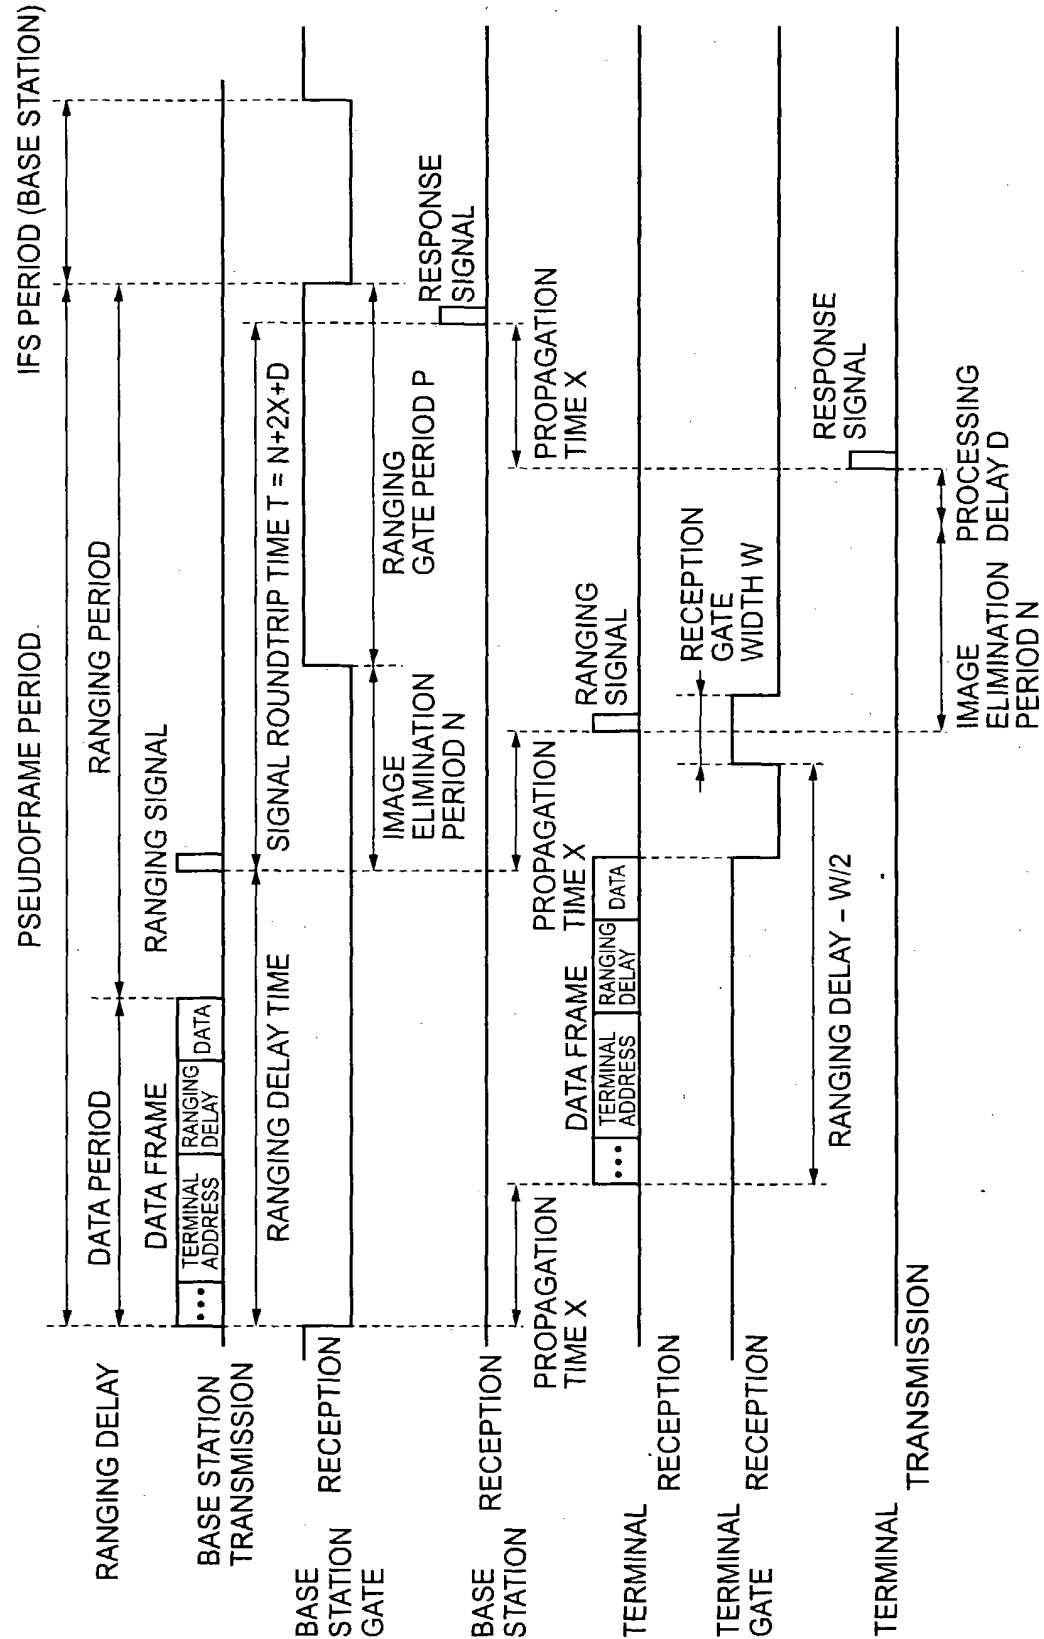 PSEUDOFRAME PERIOD.
IFS PERIOD (BASE STATION)
RANGING DELAY
DATA PERIOD
RANGING PERIOD
DATA FRAME
RANGING SIGNAL
BASE STATION
TRANSMISSION
•••
TERMINAL
ADDRESS
RANGING
DELAY
DATA
RANGING DELAY TIME
SIGNAL ROUNDTRIP TIME T = N+2X+D
BASE
STATION
GATE
RECEPTION
IMAGE
ELIMINATION
PERIOD N
RANGING
GATE PERIOD P
RESPONSE
SIGNAL
BASE
STATION
RECEPTION
PROPAGATION
TIME X
PROPAGATION
TIME X
PROPAGATION
TIME X
DATA FRAME
RANGING
SIGNAL
TERMINAL
RECEPTION
•••
TERMINAL
ADDRESS
RANGING
DELAY
DATA
RECEPTION
GATE
WIDTH W
TERMINAL
GATE
RECEPTION
RANGING DELAY - W/2
RESPONSE
SIGNAL
TERMINAL
TRANSMISSION
IMAGE
ELIMINATION
PERIOD N
PROCESSING
DELAY D